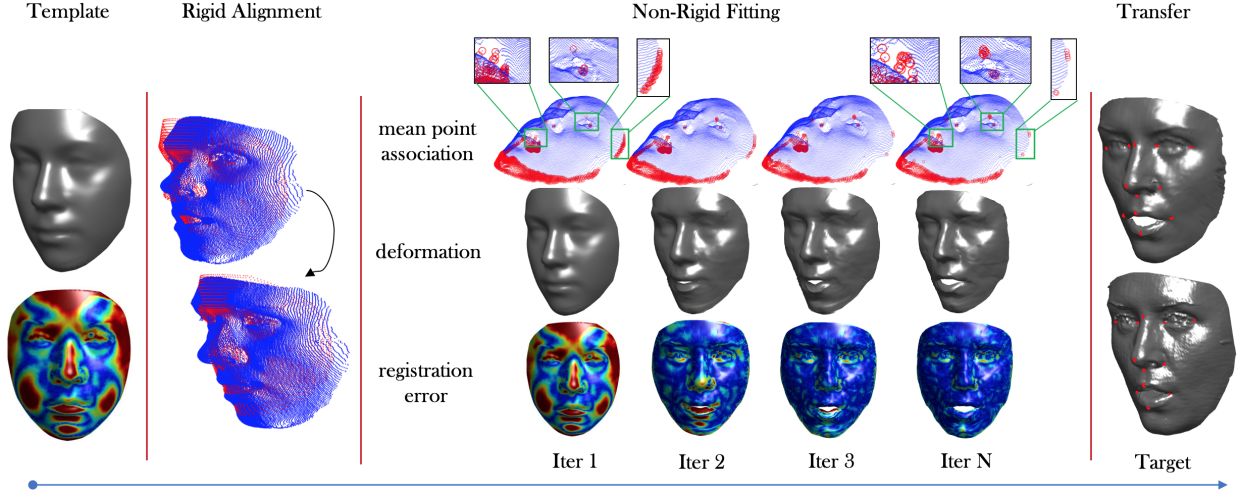 Template
Rigid Alignment
Non-Rigid Fitting
Transfer
mean point
association
deformation
registration
error
Iter 1
Iter 2
Iter 3
Iter N
Target